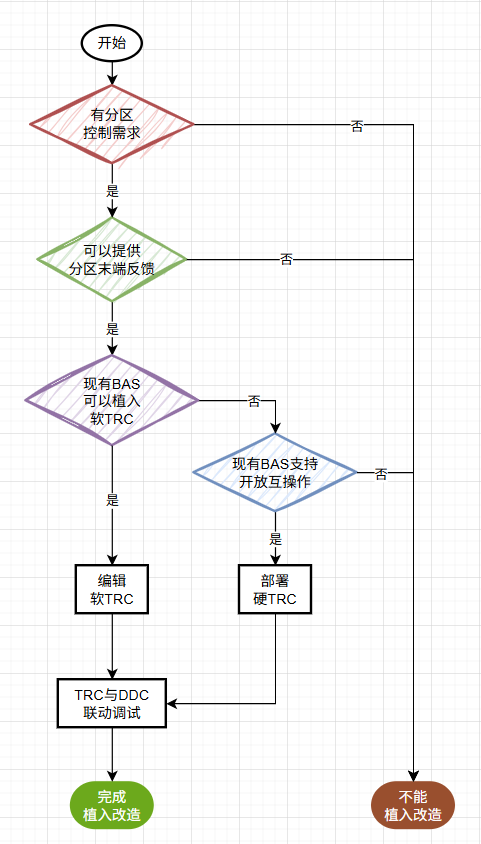 开始
有分区
控制需求
否
是
可以提供
分区末端反馈
否
是
现有BAS
可以植入
软TRC
否
现有BAS支持
开放互操作
否
是
是
编辑
软TRC
部署
硬TRC
TRC与DDC
联动调试
完成
植入改造
不能
植入改造